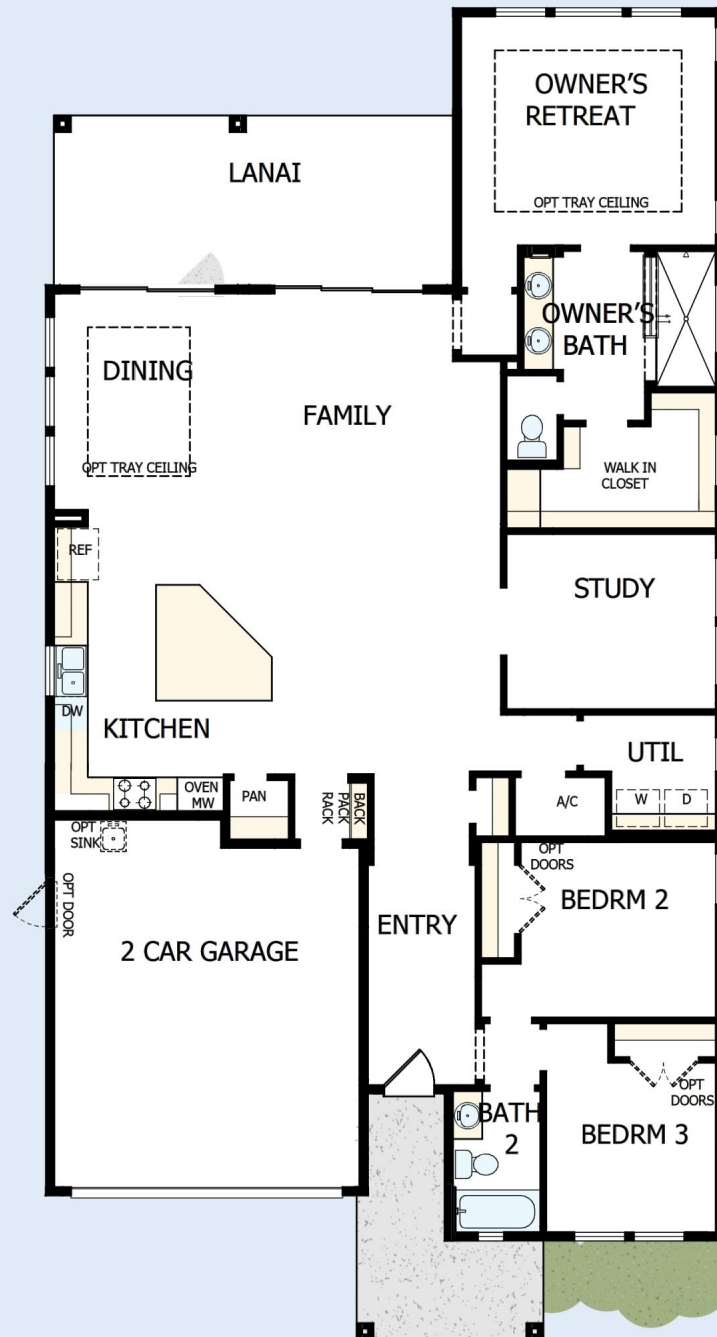 OWNER'S
RETREAT
OPT TRAY CEILING
LANAI
OWNER'S
BATH
DINING
OPT TRAY CEILING
FAMILY
WALK IN
CLOSET
REF
STUDY
DW
KITCHEN
OVEN
MW
PAN
BACK
PACK
RACK
UTIL
A/C
W
D
OPT
SINK
OPT DOOR
2 CAR GARAGE
ENTRY
OPT
DOORS
BEDRM 2
OPT
DOORS
BEDRM 3
BATH
2